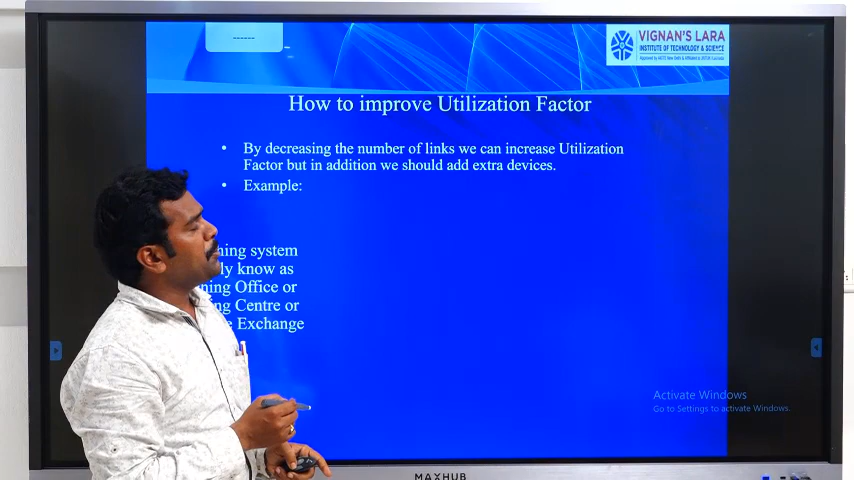 ------
VIGNAN'S LARA
INSTITUTE OF TECHNOLOGY & SCIENCE
How to improve Utilization Factor
• By decreasing the number of links we can increase Utilization
Factor but in addition we should add extra devices.
• Example:
hing system
ly know as
ning Office or
ng Centre or
Exchange
Activate Windows
Go to Settings to activate Windows.
MAXHUB